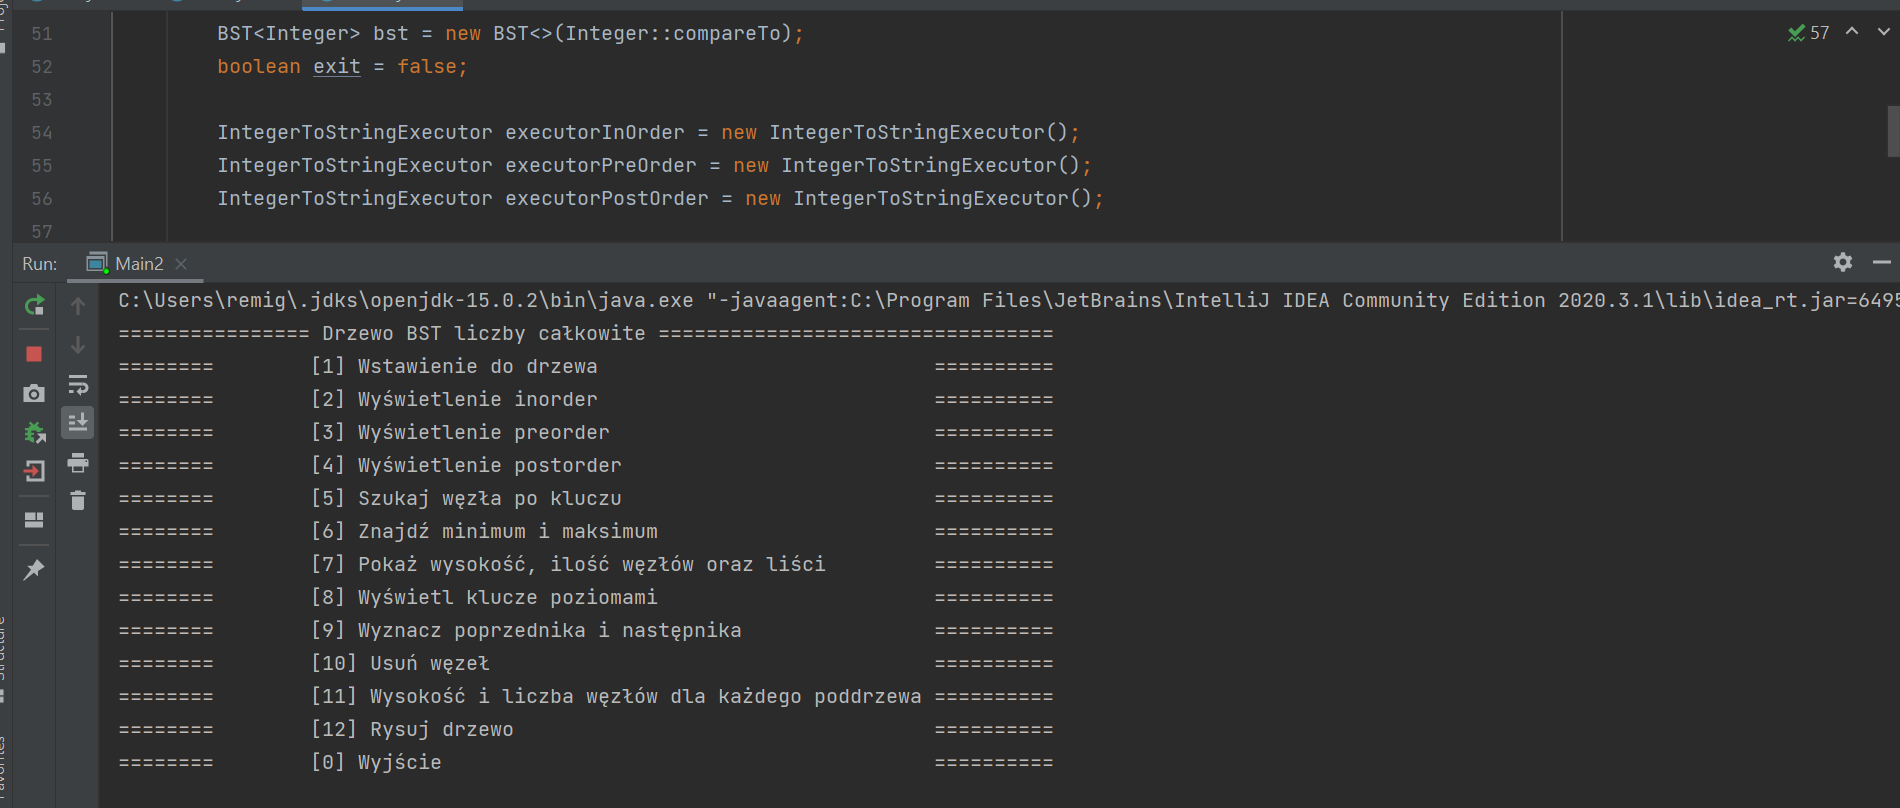 51 BST<Integer> bst = new BST<>(Integer::compareTo);
57
52 boolean exit = false;
53
54 IntegerToStringExecutor executorInOrder = new IntegerToStringExecutor();
55 IntegerToStringExecutor executorPreOrder = new IntegerToStringExecutor();
56 IntegerToStringExecutor executorPostOrder = new IntegerToStringExecutor();
57
Run: Main2
C:\Users\remig\.jdks\openjdk-15.0.2\bin\java.exe "-javaagent:C:\Program Files\JetBrains\IntelliJ IDEA Community Edition 2020.3.1\lib\idea_rt.jar=6495
================ Drzewo BST liczby całkowite =================================
======== [1] Wstawienie do drzewa ==========
======== [2] Wyświetlenie inorder ==========
======== [3] Wyświetlenie preorder ==========
======== [4] Wyświetlenie postorder ==========
======== [5] Szukaj węzła po kluczu ==========
======== [6] Znajdź minimum i maksimum ==========
======== [7] Pokaż wysokość, ilość węzłów oraz liści ==========
======== [8] Wyświetl klucze poziomami ==========
======== [9] Wyznacz poprzednika i następnika ==========
======== [10] Usuń węzeł ==========
======== [11] Wysokość i liczba węzłów dla każdego poddrzewa ==========
======== [12] Rysuj drzewo ==========
======== [0] Wyjście ==========
Structure
Favorites